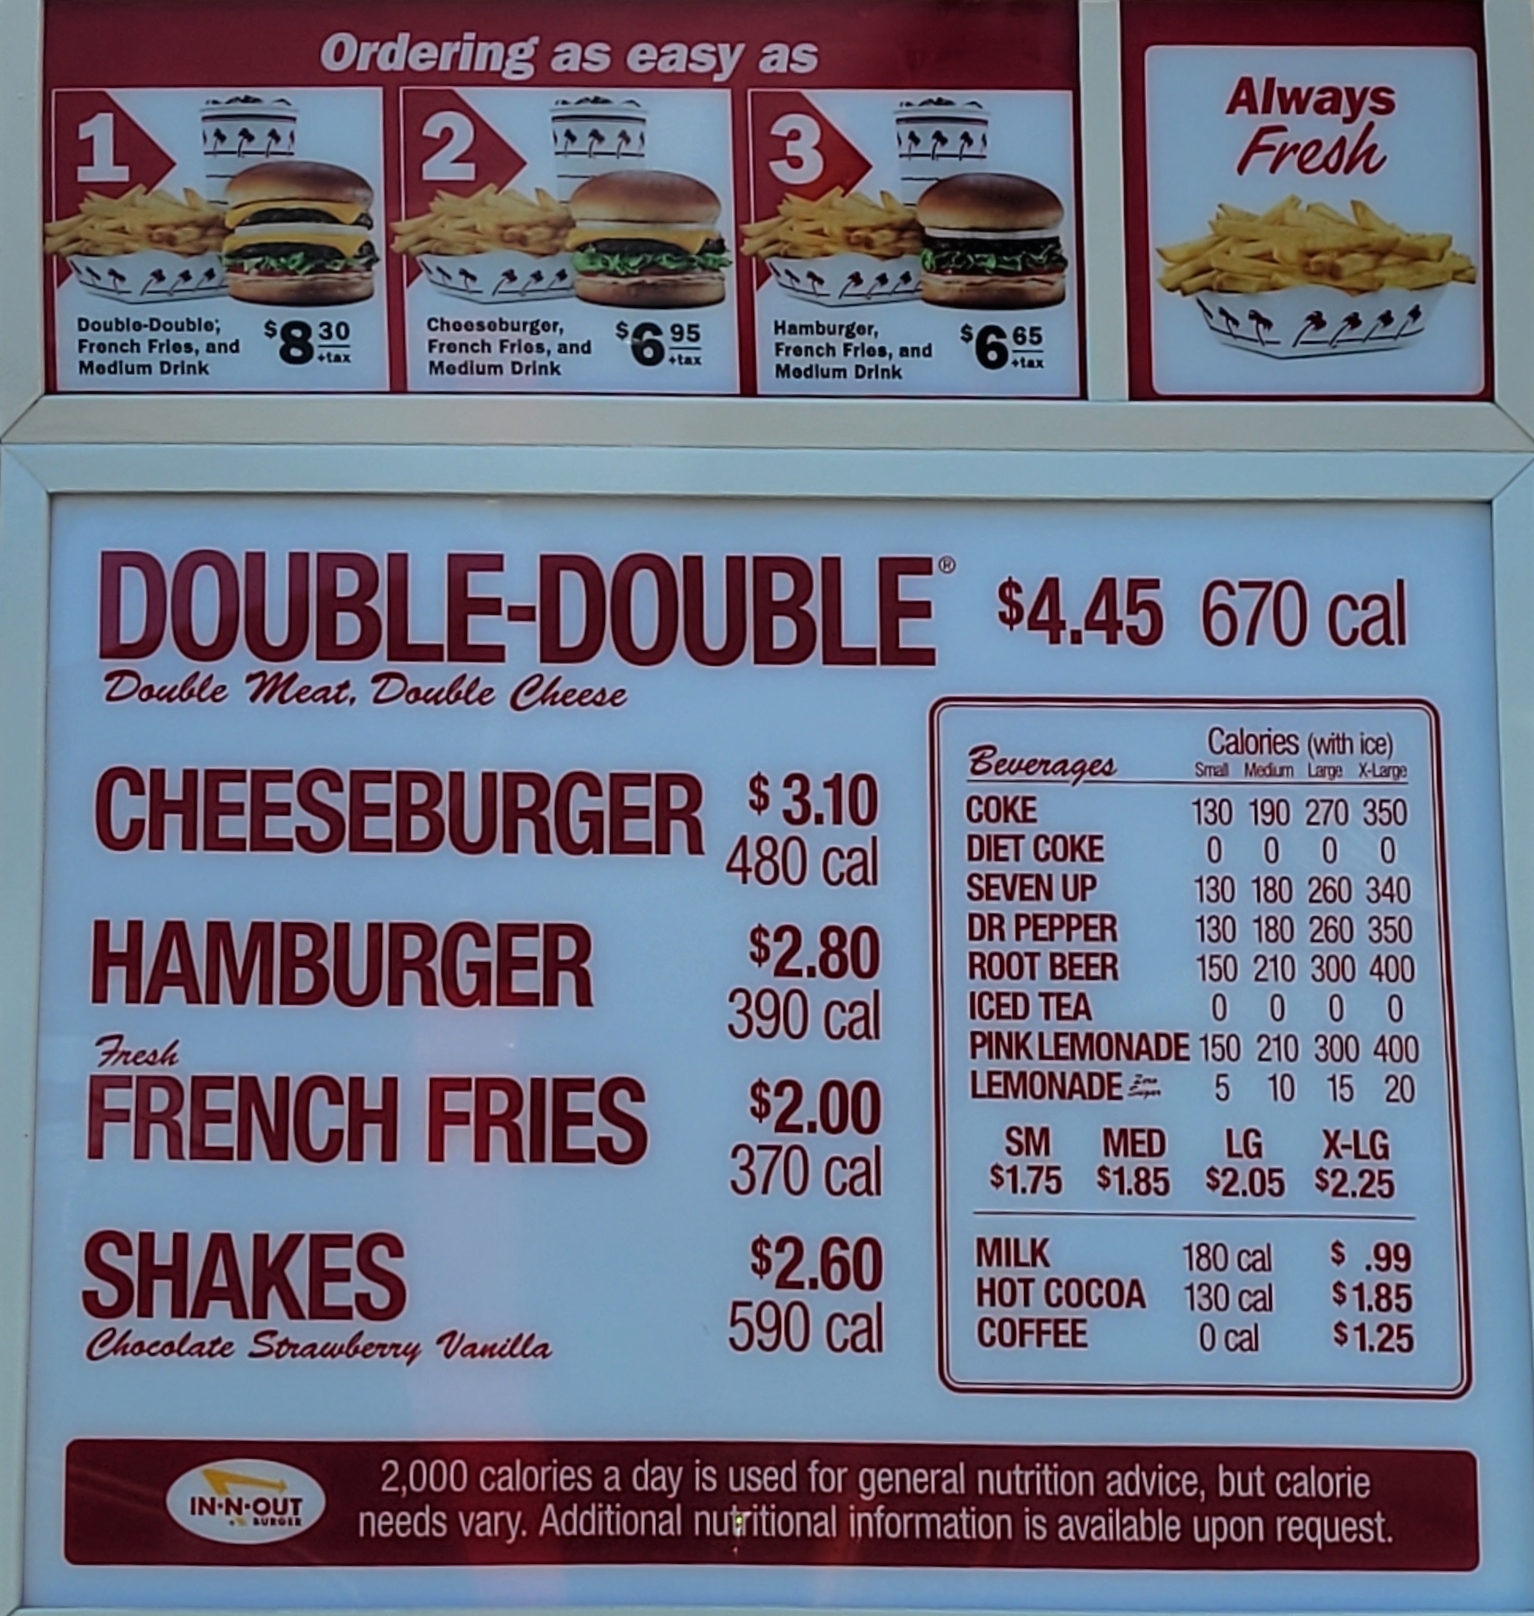 Ordering as easy as
1
Double-Double,
French Fries, and
Medium Drink
$8 30
+tax
2
Cheeseburger,
French Fries, and
Medium Drink
$6 95
+tax
3
Hamburger,
French Fries, and
Medium Drink
$6 65
+tax
Always
Fresh
DOUBLE-DOUBLE® $4.45 670 cal
Double Meat, Double Cheese
CHEESEBURGER $3.10
480 cal
HAMBURGER $2.80
390 cal
Fresh
FRENCH FRIES $2.00
370 cal
SHAKES $2.60
590 cal
Chocolate Strawberry Vanilla
Beverages Calories (with ice)
Small Medium Large X-Large
COKE 130 190 270 350
DIET COKE 0 0 0 0
SEVEN UP 130 180 260 340
DR PEPPER 130 180 260 350
ROOT BEER 150 210 300 400
ICED TEA 0 0 0 0
PINK LEMONADE 150 210 300 400
LEMONADE Zero Sugar 5 10 15 20
SM MED LG X-LG
$1.75 $1.85 $2.05 $2.25
MILK 180 cal $ .99
HOT COCOA 130 cal $1.85
COFFEE 0 cal $1.25
IN-N-OUT
BURGER
2,000 calories a day is used for general nutrition advice, but calorie
needs vary. Additional nutritional information is available upon request.